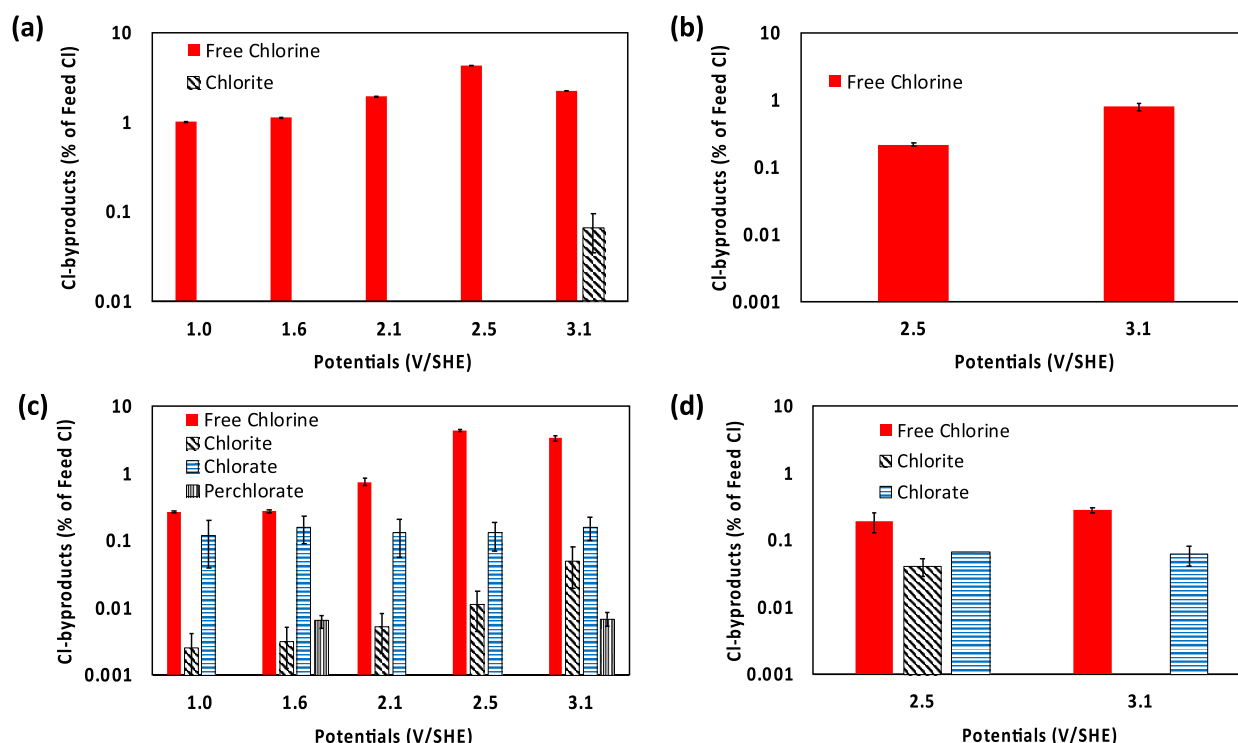 (a)
Cl-byproducts (% of Feed Cl)
10
1
0.1
0.01
Free Chlorine
Chlorite
1.0 1.6 2.1 2.5 3.1
Potentials (V/SHE)
(b)
Cl-byproducts (% of Feed Cl)
10
1
0.1
0.01
0.001
Free Chlorine
2.5 3.1
Potentials (V/SHE)
(c)
Cl-byproducts (% of Feed Cl)
10
1
0.1
0.01
0.001
Free Chlorine
Chlorite
Chlorate
Perchlorate
1.0 1.6 2.1 2.5 3.1
Potentials (V/SHE)
(d)
Cl-byproducts (% of Feed Cl)
10
1
0.1
0.01
0.001
Free Chlorine
Chlorite
Chlorate
2.5 3.1
Potentials (V/SHE)